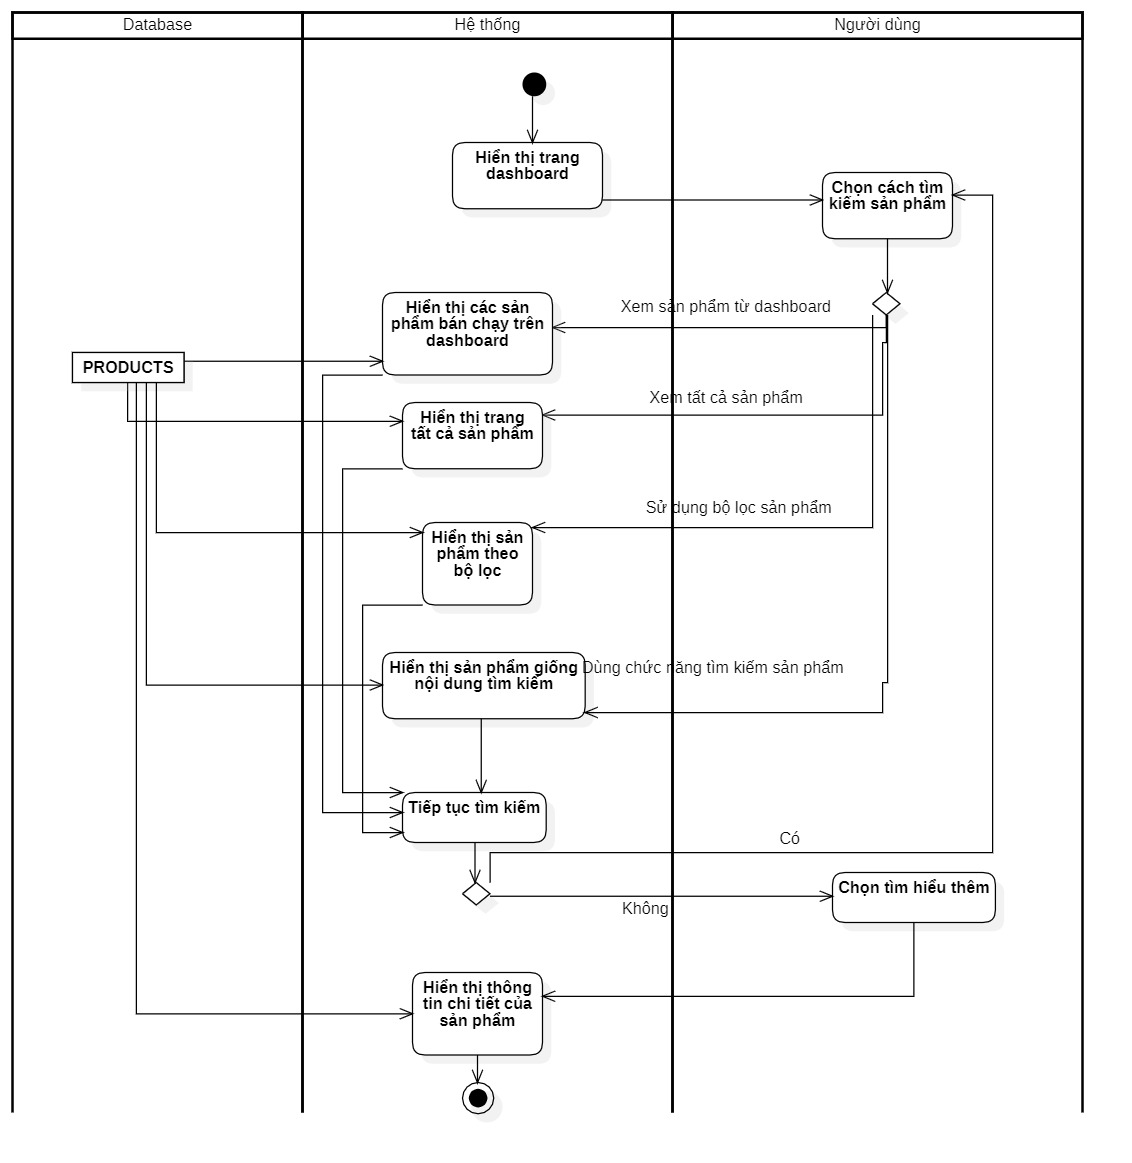 Database
Hệ thống
Người dùng
Hiển thị trang
dashboard
Chọn cách tìm
kiếm sản phẩm
Hiển thị các sản
phẩm bán chạy trên
dashboard
Xem sản phẩm từ dashboard
PRODUCTS
Xem tất cả sản phẩm
Hiển thị trang
tất cả sản phẩm
Sử dụng bộ lọc sản phẩm
Hiển thị sản
phẩm theo
bộ lọc
Hiển thị sản phẩm giống
nội dung tìm kiếm
Dùng chức năng tìm kiếm sản phẩm
Tiếp tục tìm kiếm
Có
Chọn tìm hiểu thêm
Không
Hiển thị thông
tin chi tiết của
sản phẩm